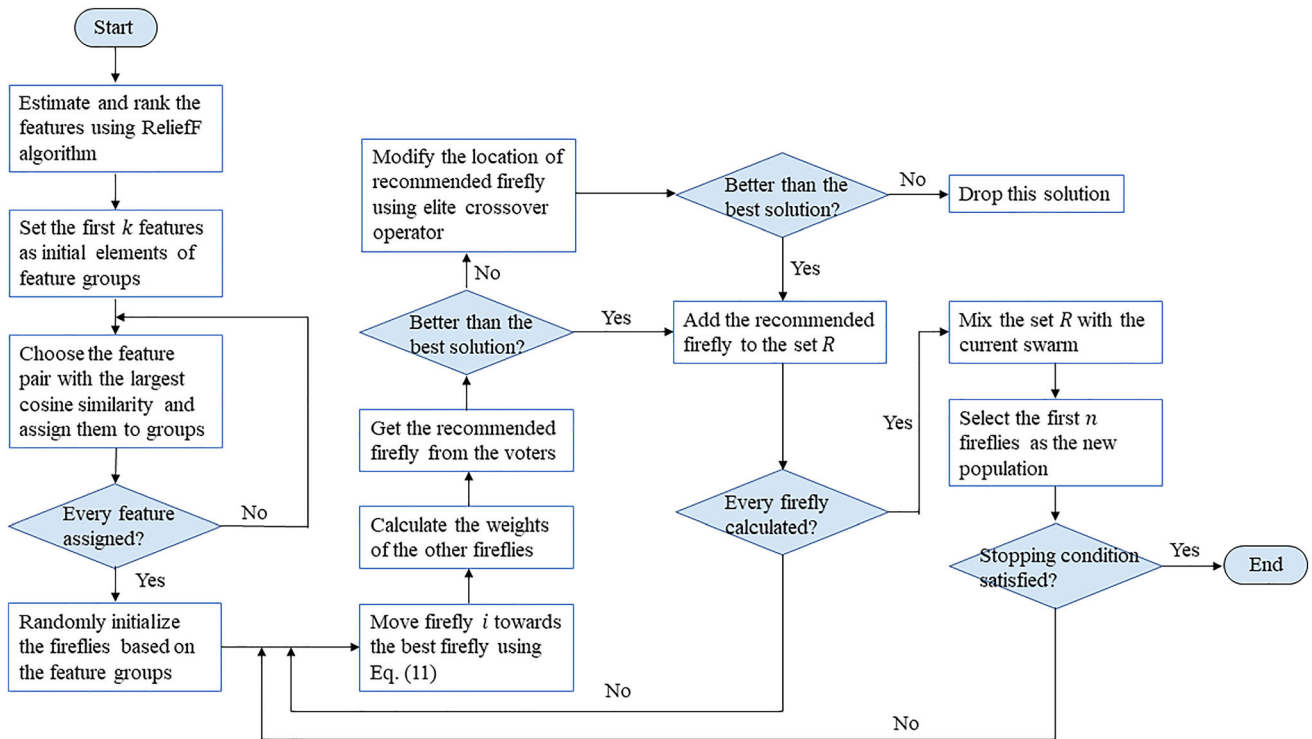 Start
Estimate and rank the
features using ReliefF
algorithm
Set the first k features
as initial elements of
feature groups
Choose the feature
pair with the largest
cosine similarity and
assign them to groups
Every feature
assigned?
No
Yes
Randomly initialize
the fireflies based on
the feature groups
Move firefly i towards
the best firefly using
Eq. (11)
Calculate the weights
of the other fireflies
Get the recommended
firefly from the voters
Better than the
best solution?
No
Yes
Modify the location of
recommended firefly
using elite crossover
operator
Better than the
best solution?
No
Drop this solution
Yes
Add the recommended
firefly to the set R
Every firefly
calculated?
No
Yes
Mix the set R with the
current swarm
Select the first n
fireflies as the new
population
Stopping condition
satisfied?
Yes
End
No